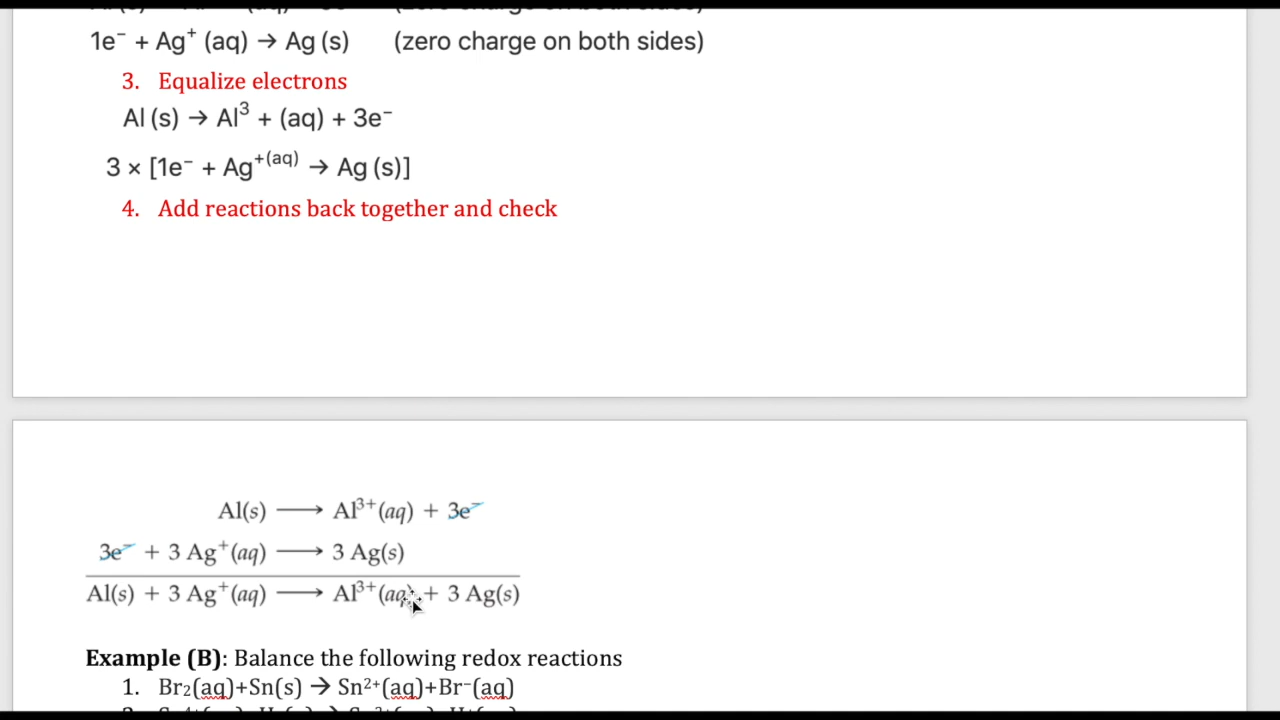 1e⁻ + Ag⁺ (aq) → Ag (s) (zero charge on both sides)
3. Equalize electrons
Al (s) → Al³ + (aq) + 3e⁻
3 × [1e⁻ + Ag⁺⁽ᵃq⁾ → Ag (s)]
4. Add reactions back together and check
Al(s) ⟶ Al³⁺(aq) + 3e⁻
3e⁻ + 3 Ag⁺(aq) ⟶ 3 Ag(s)
Al(s) + 3 Ag⁺(aq) ⟶ Al³⁺(aq) + 3 Ag(s)
Example (B): Balance the following redox reactions
1. Br₂(aq)+Sn(s) → Sn²⁺(aq)+Br⁻(aq)